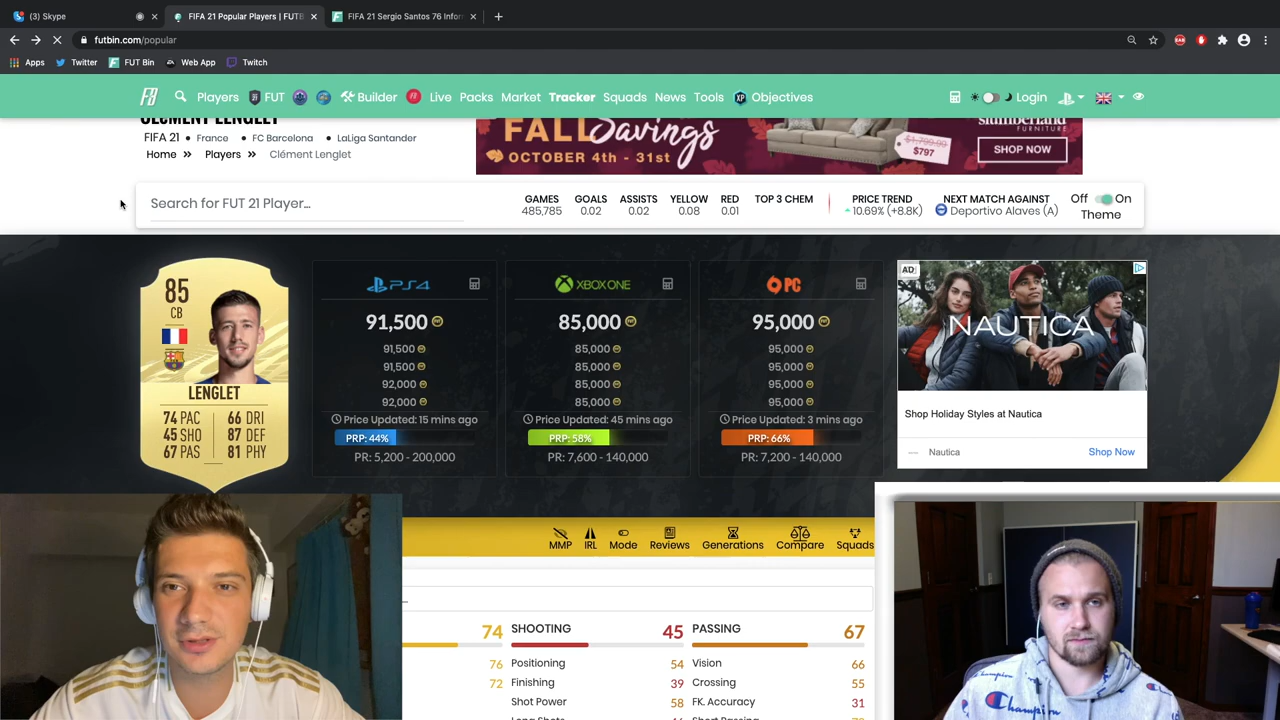 (3) Skype
FIFA 21 Popular Players | FUTB
FIFA 21 Sergio Santos 76 Infor
futbin.com/popular
Apps Twitter FUT Bin Web App Twitch
Players FUT Builder Live Packs Market Tracker Squads News Tools XP Objectives Login
CLÉMENT LENGLET
FIFA 21 • France • FC Barcelona • LaLiga Santander
Home » Players » Clément Lenglet
FALL Savings
OCTOBER 4th - 31st
$1,799.99
$797
FURNITURE
SHOP NOW
Search for FUT 21 Player...
GAMES GOALS ASSISTS YELLOW RED TOP 3 CHEM PRICE TREND NEXT MATCH AGAINST Off On
485,785 0.02 0.02 0.08 0.01 10.69% (+8.8K) Deportivo Alaves (A) Theme
85
CB
LENGLET
74 PAC 66 DRI
45 SHO 87 DEF
67 PAS 81 PHY
PS4
91,500
91,500
91,500
92,000
92,000
Price Updated: 15 mins ago
PRP: 44%
PR: 5,200 - 200,000
XBOX ONE
85,000
85,000
85,000
85,000
85,000
Price Updated: 45 mins ago
PRP: 58%
PR: 7,600 - 140,000
PC
95,000
95,000
95,000
95,000
95,000
Price Updated: 3 mins ago
PRP: 66%
PR: 7,200 - 140,000
AD
NAUTICA
Shop Holiday Styles at Nautica
Nautica Shop Now
MMP IRL Mode Reviews Generations Compare Squads
74 SHOOTING 45 PASSING 67
76 Positioning 54 Vision 66
72 Finishing 39 Crossing 55
Shot Power 58 FK. Accuracy 31
Champion